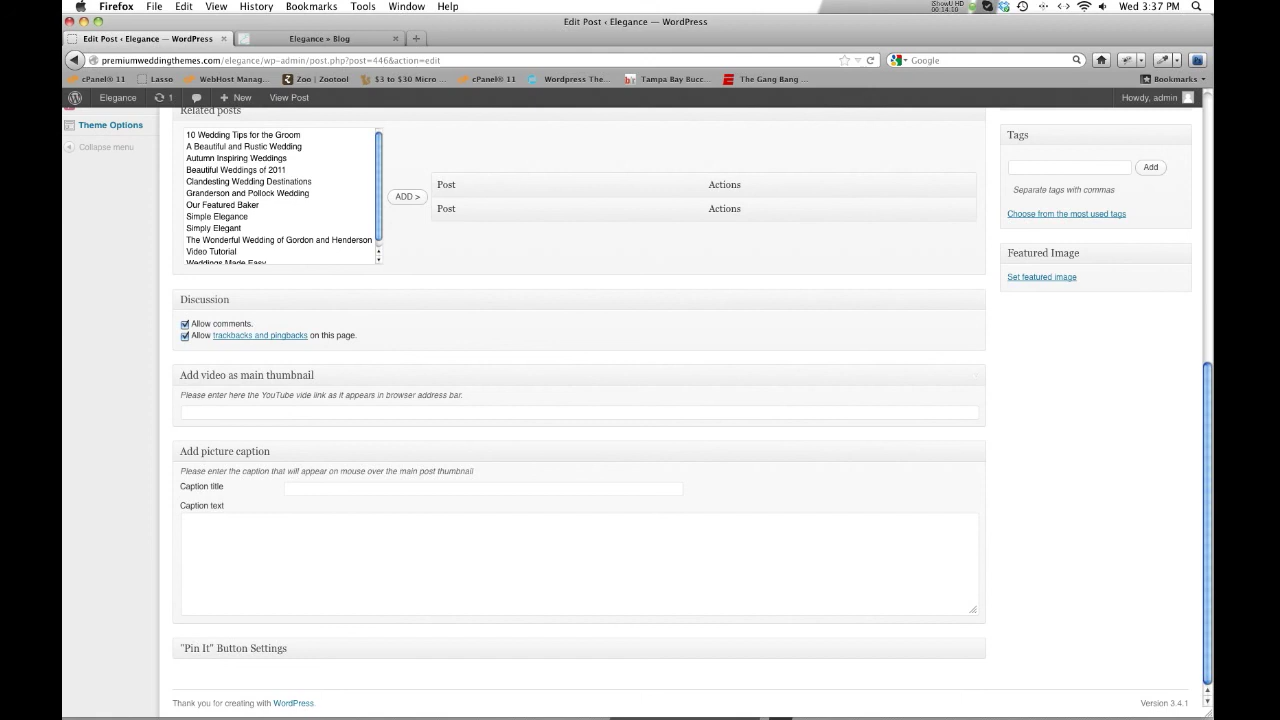 Firefox File Edit View History Bookmarks Tools Window Help
iShowU HD
00:14:10
Wed 3:37 PM
Edit Post ‹ Elegance — WordPress
Edit Post ‹ Elegance — WordPress
Elegance » Blog
premiumweddingthemes.com/elegance/wp-admin/post.php?post=446&action=edit
Google
cPanel® 11 Lasso WebHost Manag... Zoo | Zootool $3 to $30 Micro ... cPanel® 11 Wordpress The... Tampa Bay Bucc... The Gang Bang ... Bookmarks
Elegance 1 + New View Post Howdy, admin
Theme Options
Collapse menu
Related posts
10 Wedding Tips for the Groom
A Beautiful and Rustic Wedding
Autumn Inspiring Weddings
Beautiful Weddings of 2011
Clandesting Wedding Destinations
Granderson and Pollock Wedding
Our Featured Baker
Simple Elegance
Simply Elegant
The Wonderful Wedding of Gordon and Henderson
Video Tutorial
Weddings Made Easy
ADD >
Post Actions
Post Actions
Discussion
Allow comments.
Allow trackbacks and pingbacks on this page.
Add video as main thumbnail
Please enter here the YouTube vide link as it appears in browser address bar.
Add picture caption
Please enter the caption that will appear on mouse over the main post thumbnail
Caption title
Caption text
"Pin It" Button Settings
Tags
Add
Separate tags with commas
Choose from the most used tags
Featured Image
Set featured image
Thank you for creating with WordPress.
Version 3.4.1